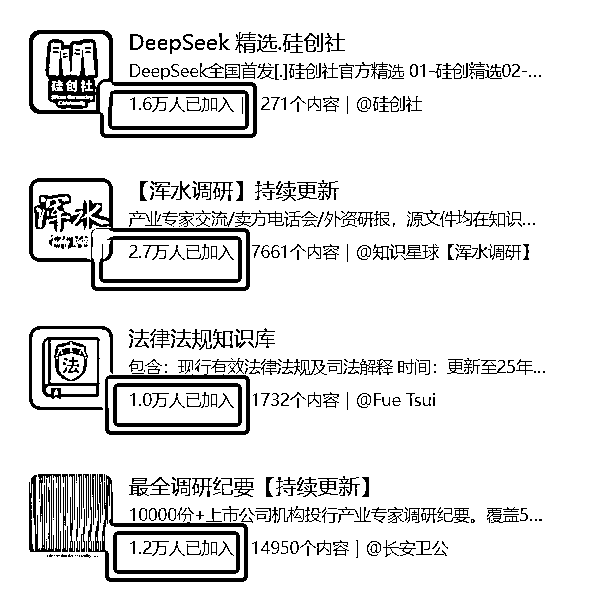 DeepSeek 精选.硅创社
DeepSeek全国首发[.]硅创社官方精选 01-硅创精选02-...
1.6万人已加入 | 271个内容 | @硅创社
硅创社
【浑水调研】持续更新
产业专家交流/卖方电话会/外资研报，源文件均在知识...
2.7万人已加入 7661个内容 | @知识星球【浑水调研】
浑水
法律法规知识库
包含：现行有效法律法规及司法解释 时间：更新至25年...
1.0万人已加入 1732个内容 | @Fue Tsui
法
最全调研纪要【持续更新】
10000份+上市公司机构投行产业专家调研纪要。覆盖5...
1.2万人已加入 14950个内容 | @长安卫公